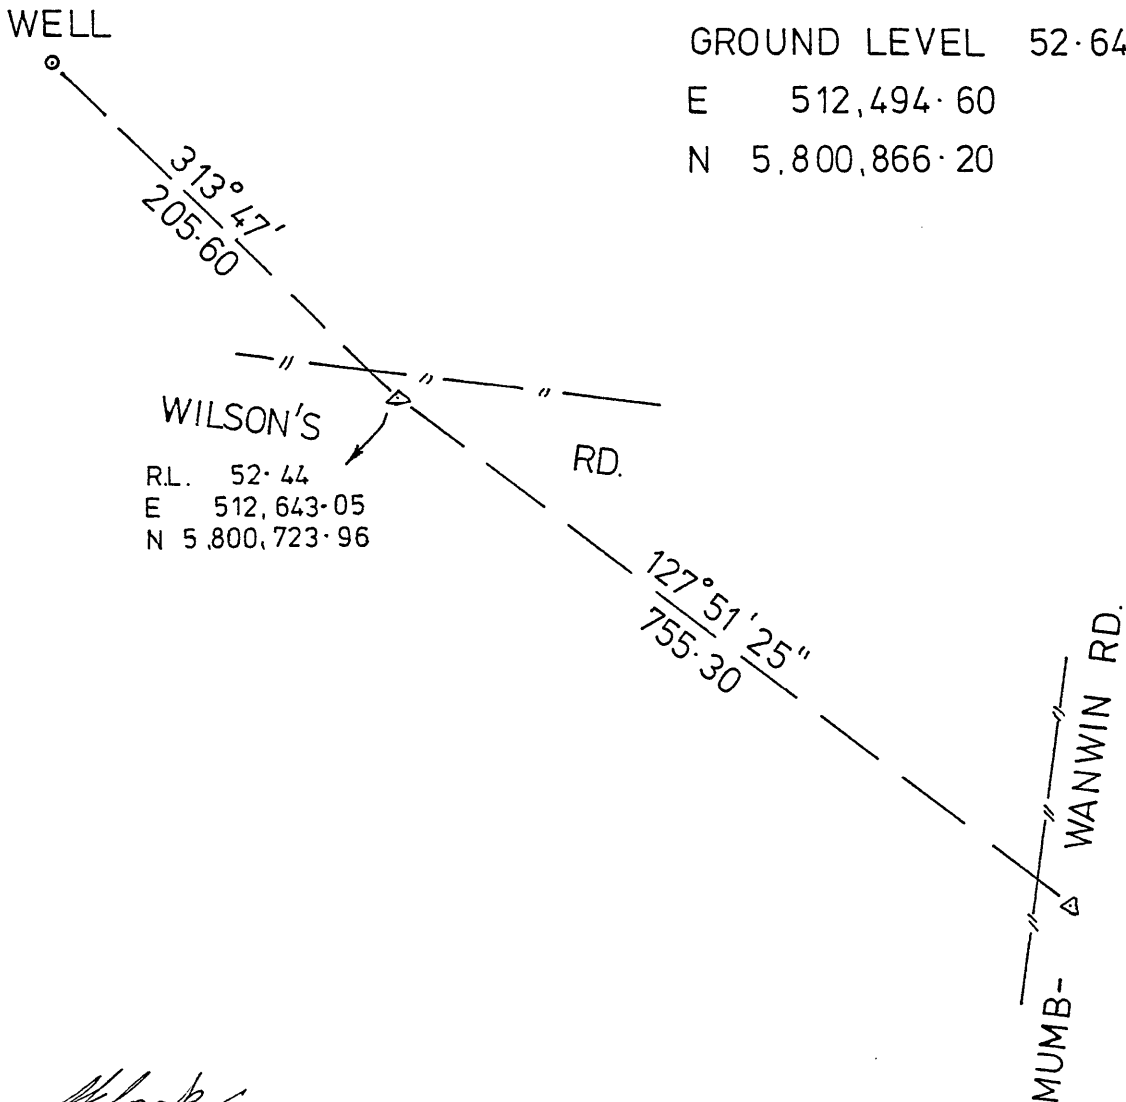 WELL
GROUND LEVEL 52·64
E 512,494·60
N 5,800,866·20
313°47'
205·60
WILSON'S RD.
R.L. 52·44
E 512,643·05
N 5,800,723·96
127°51'25"
755·30
MUMB-WANWIN RD.